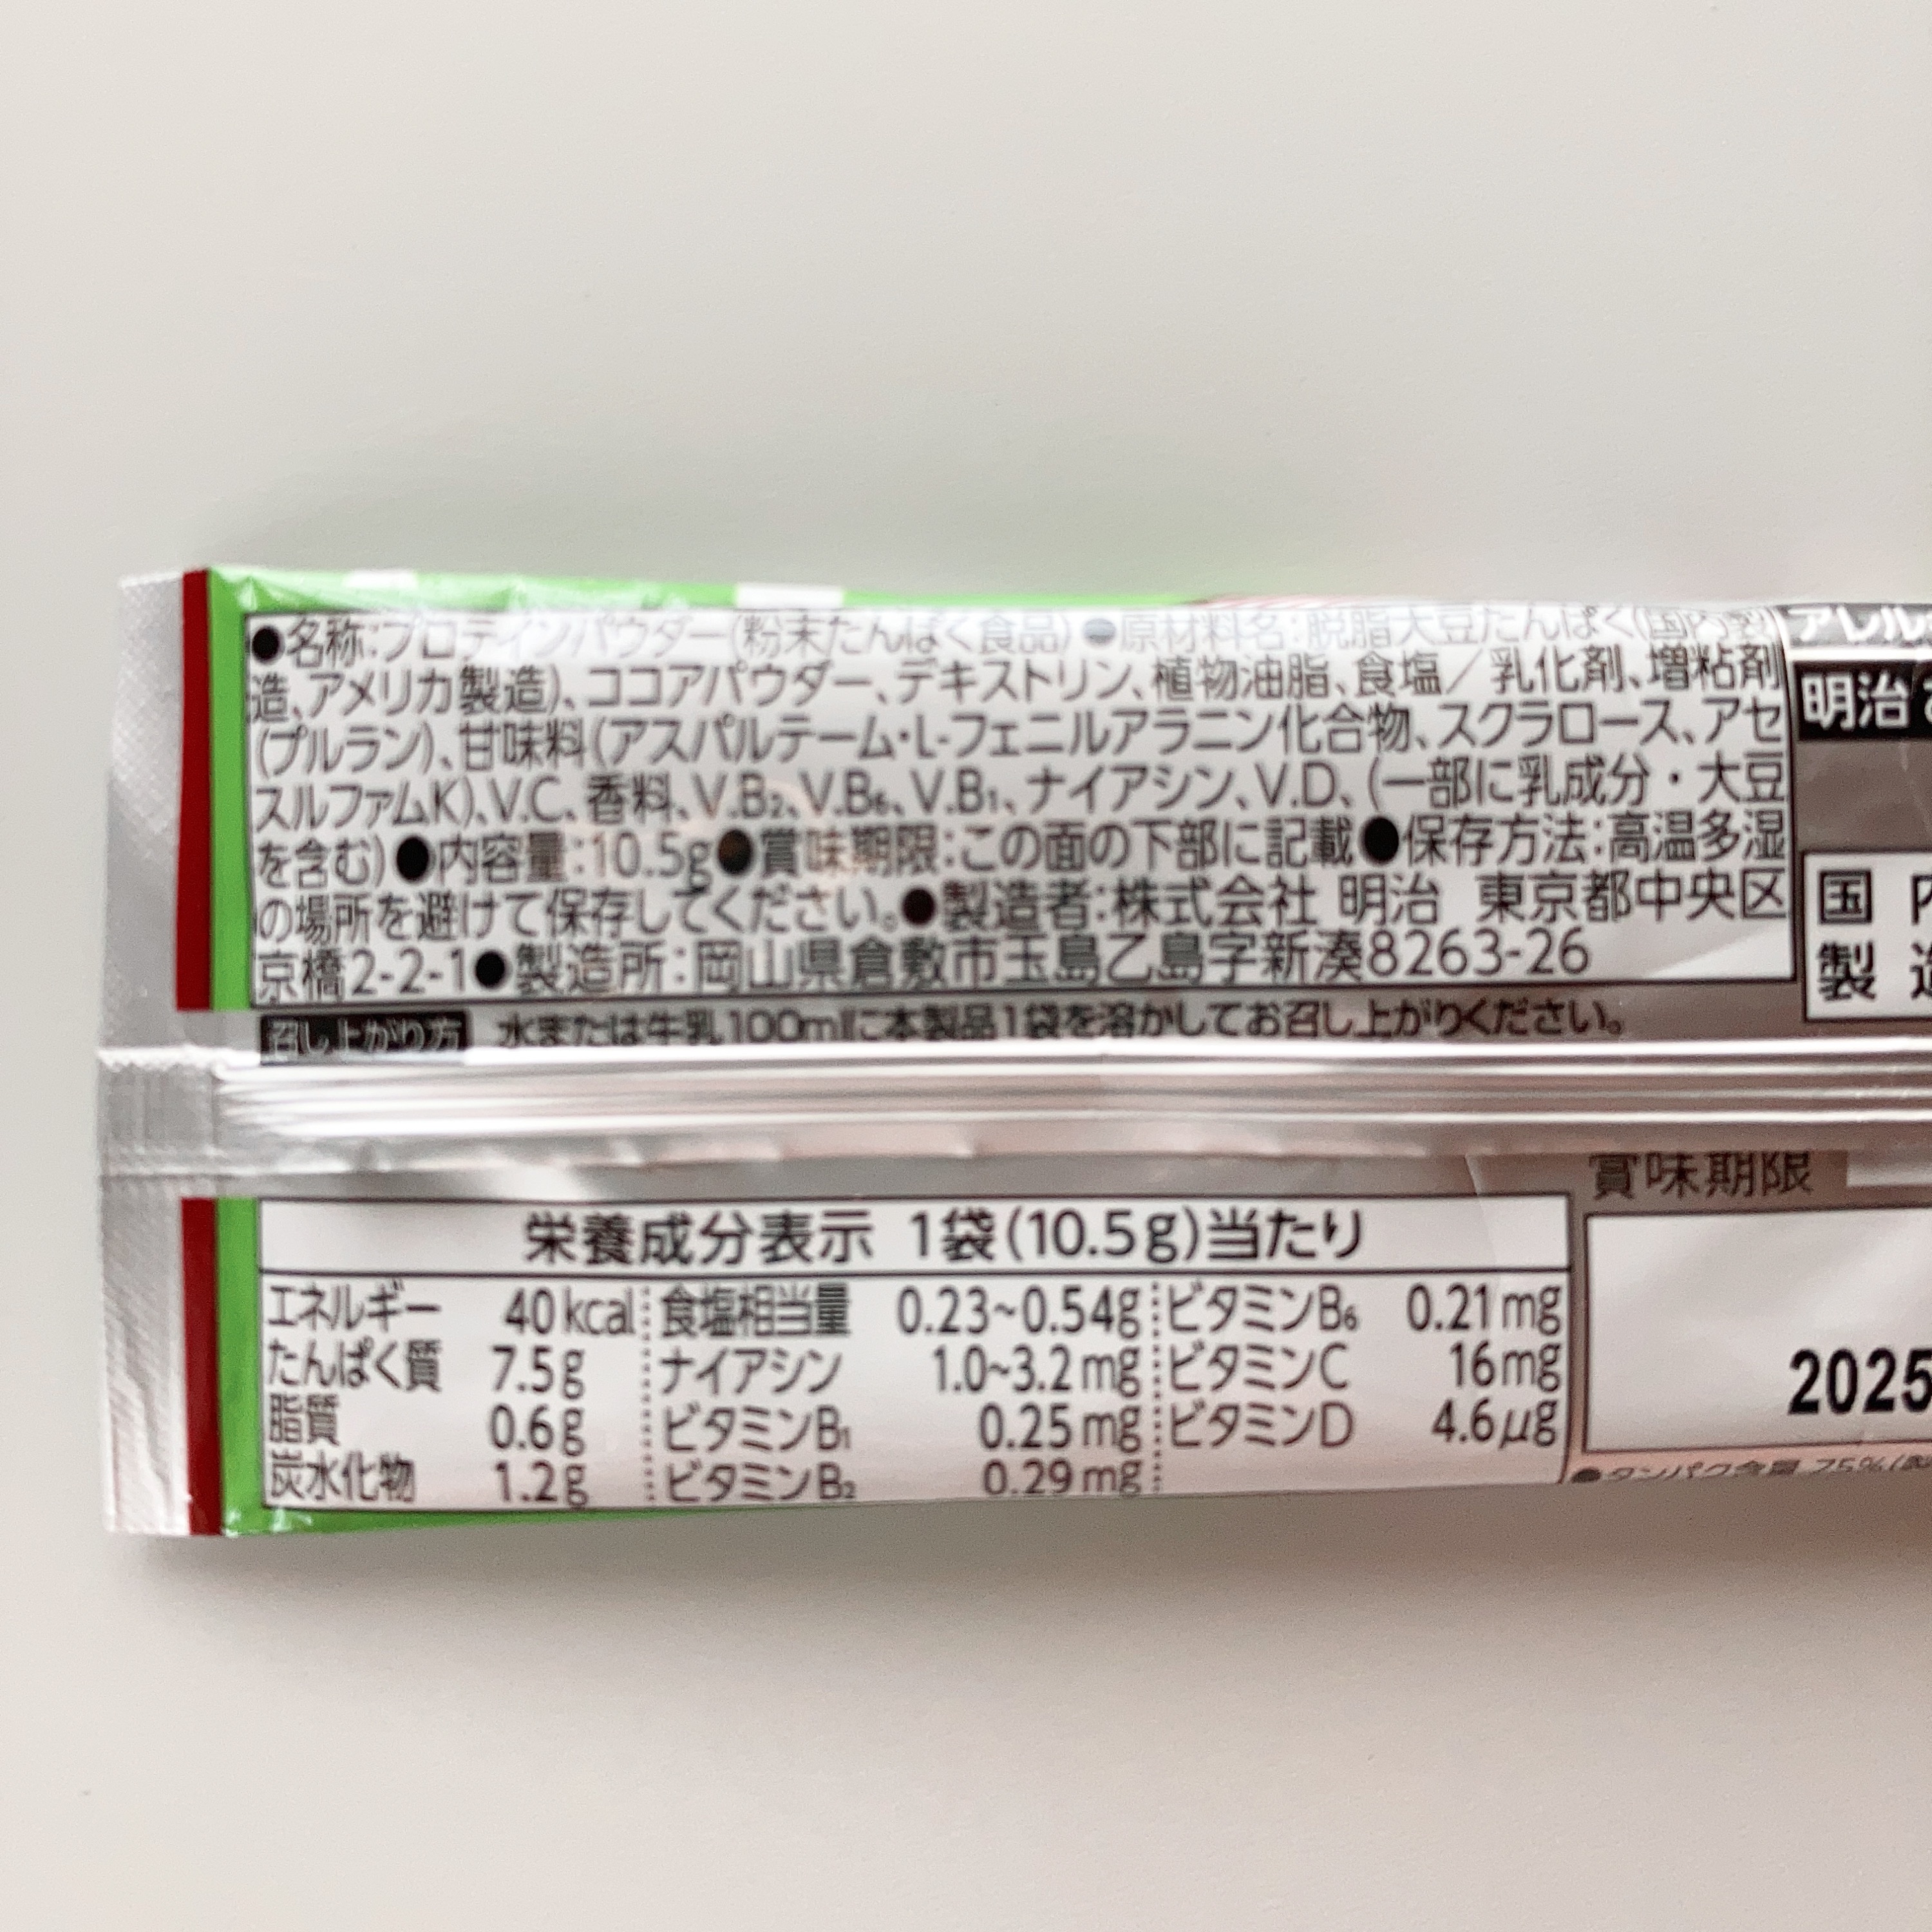 ●名称:プロテインパウダー(粉末たんぱく食品)●原材料名:脱脂大豆たんぱく(国内製
造、アメリカ製造)、ココアパウダー、デキストリン、植物油脂、食塩／乳化剤、増粘剤
(プルラン)、甘味料(アスパルテーム・L-フェニルアラニン化合物、スクラロース、アセ
スルファムK)、V.C、香料、V.B₂、V.B₆、V.B₁、ナイアシン、V.D、(一部に乳成分・大豆
を含む)●内容量:10.5g●賞味期限:この面の下部に記載●保存方法:高温多湿
の場所を避けて保存してください。●製造者:株式会社 明治 東京都中央区
京橋2-2-1●製造所:岡山県倉敷市玉島乙島字新湊8263-26
召し上がり方 水または牛乳100mlに本製品1袋を溶かしてお召し上がりください。
アレル
明治
国 内
製 造
賞味期限
2025
栄養成分表示 1袋(10.5g)当たり
エネルギー 40kcal 食塩相当量 0.23~0.54g ビタミンB₆ 0.21mg
たんぱく質 7.5g ナイアシン 1.0~3.2mg ビタミンC 16mg
脂質 0.6g ビタミンB₁ 0.25mg ビタミンD 4.6μg
炭水化物 1.2g ビタミンB₂ 0.29mg
●タンパク含量 75%(